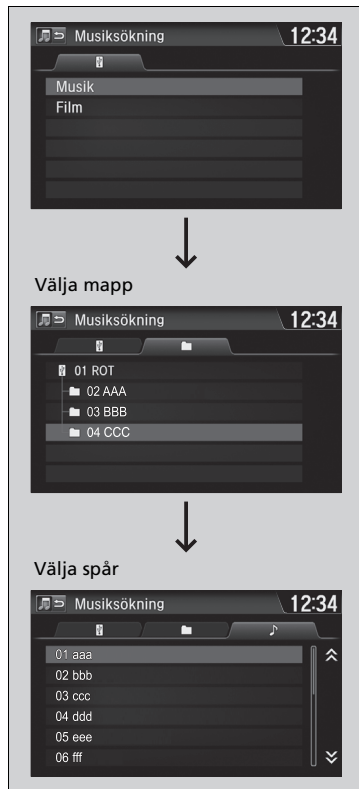 Musiksökning 12:34
Musik
Film
Välja mapp
Musiksökning 12:34
01 ROT
02 AAA
03 BBB
04 CCC
Välja spår
Musiksökning 12:34
01 aaa
02 bbb
03 ccc
04 ddd
05 eee
06 fff